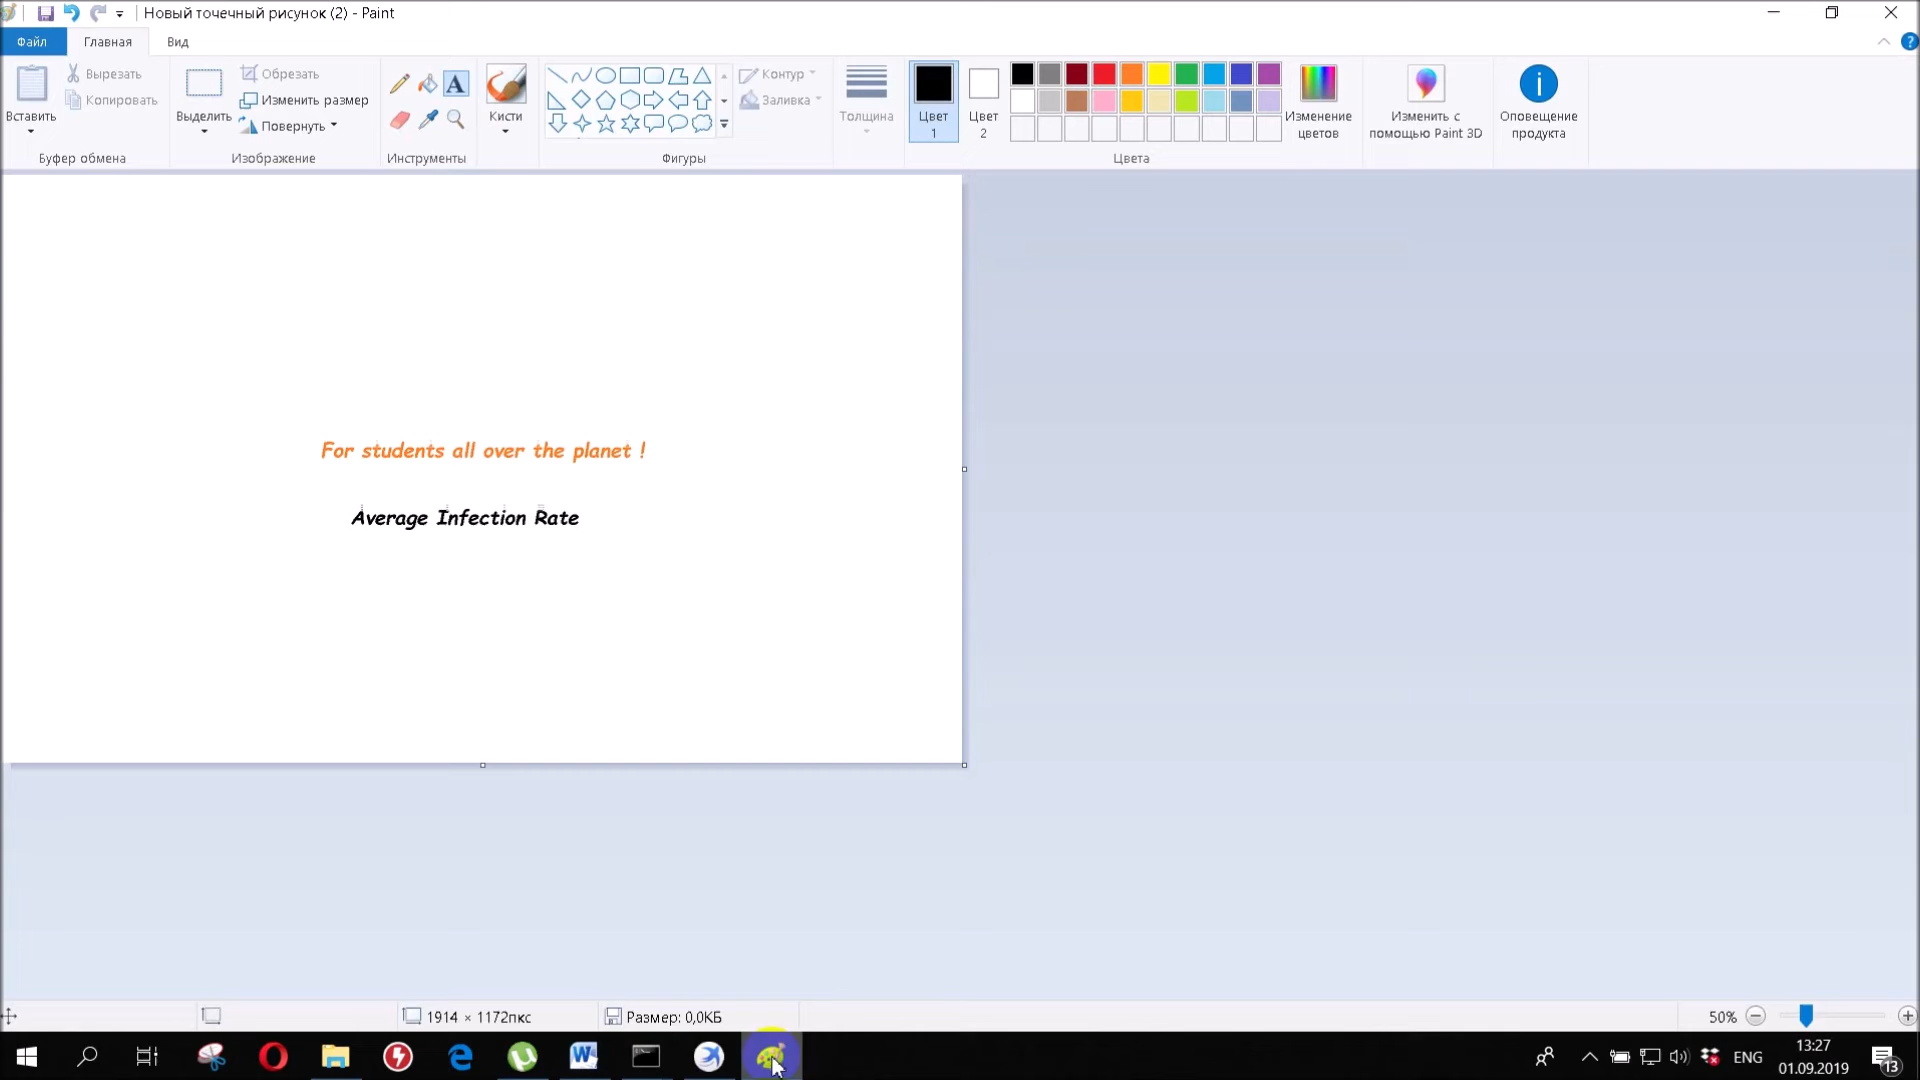 Новый точечный рисунок (2) - Paint
Файл Главная Вид
Вставить
Вырезать
Копировать
Буфер обмена
Выделить
Обрезать
Изменить размер
Повернуть
Изображение
A
Инструменты
Кисти
Контур
Заливка
Фигуры
Толщина
Цвет 1
Цвет 2
Изменение цветов
Цвета
Изменить с помощью Paint 3D
Оповещение продукта
For students all over the planet !
Average Infection Rate
1914 × 1172пкс
Размер: 0,0КБ
50%
ENG
13:27
01.09.2019
13